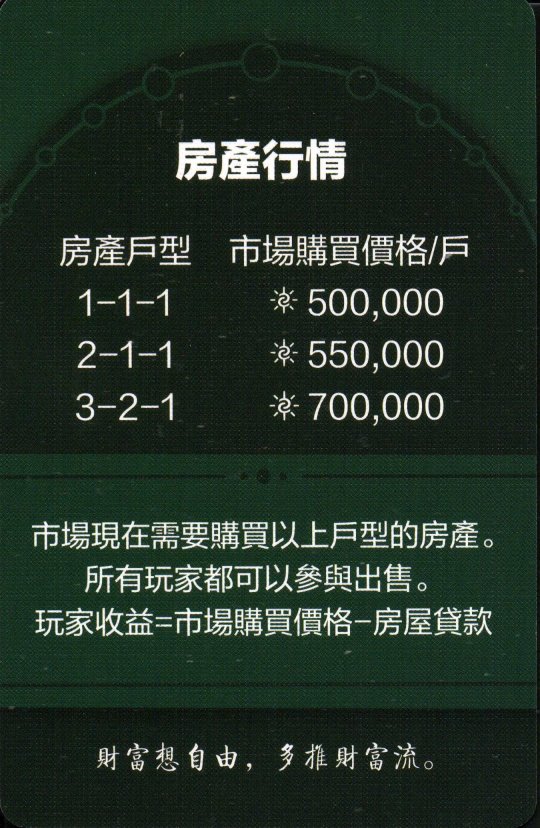 房產行情
房產戶型 市場購買價格/戶
1-1-1 500,000
2-1-1 550,000
3-2-1 700,000
市場現在需要購買以上戶型的房產。
所有玩家都可以參與出售。
玩家收益=市場購買價格-房屋貸款
財富想自由，多推財富流。